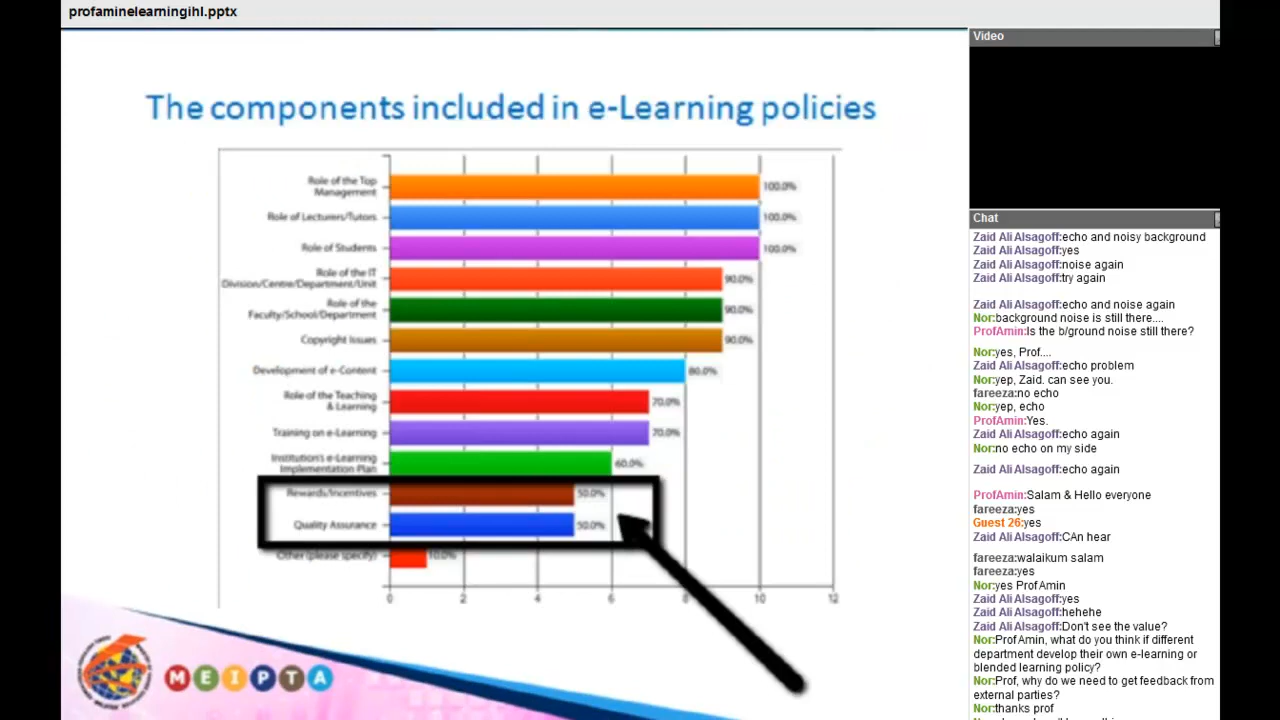 profaminelearningihl.pptx
The components included in e-Learning policies
Role of the Top
Management
100.0%
Role of Lecturers/Tutors
100.0%
Role of Students
100.0%
Role of the IT
Division/Centre/Department/Unit
90.0%
Role of the
Faculty/School/Department
90.0%
Copyright Issues
90.0%
Development of e-Content
80.0%
Role of the Teaching
& Learning
70.0%
Training on e-Learning
70.0%
Institution's e-Learning
Implementation Plan
60.0%
Rewards/Incentives
50.0%
Quality Assurance
50.0%
Other (please specify)
10.0%
0 2 4 6 8 10 12
MEIPTA
Video
Chat
Zaid Ali Alsagoff:echo and noisy background
Zaid Ali Alsagoff:yes
Zaid Ali Alsagoff:noise again
Zaid Ali Alsagoff:try again
Zaid Ali Alsagoff:echo and noise again
Nor:background noise is still there....
ProfAmin:Is the b/ground noise still there?
Nor:yes, Prof....
Zaid Ali Alsagoff:echo problem
Nor:yep, Zaid. can see you.
fareeza:no echo
Nor:yep, echo
ProfAmin:Yes.
Zaid Ali Alsagoff:echo again
Nor:no echo on my side
Zaid Ali Alsagoff:echo again
ProfAmin:Salam & Hello everyone
fareeza:yes
Guest 26:yes
Zaid Ali Alsagoff:CAn hear
fareeza:walaikum salam
fareeza:yes
Nor:yes Prof Amin
Zaid Ali Alsagoff:yes
Zaid Ali Alsagoff:hehehe
Zaid Ali Alsagoff:Don't see the value?
Nor:Prof Amin, what do you think if different
department develop their own e-learning or
blended learning policy?
Nor:Prof, why do we need to get feedback from
external parties?
Nor:thanks prof